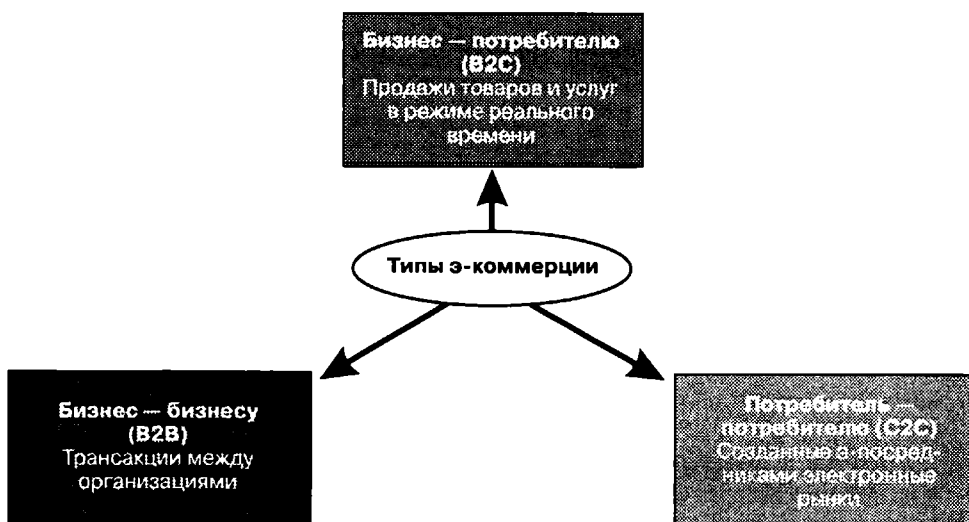 Бизнес — потребителю
(B2C)
Продажи товаров и услуг
в режиме реального
времени
Типы э-коммерции
Бизнес — бизнесу
(B2B)
Трансакции между
организациями
Потребитель —
потребителю (C2C)
Созданные э-посред-
никами электронные
рынки